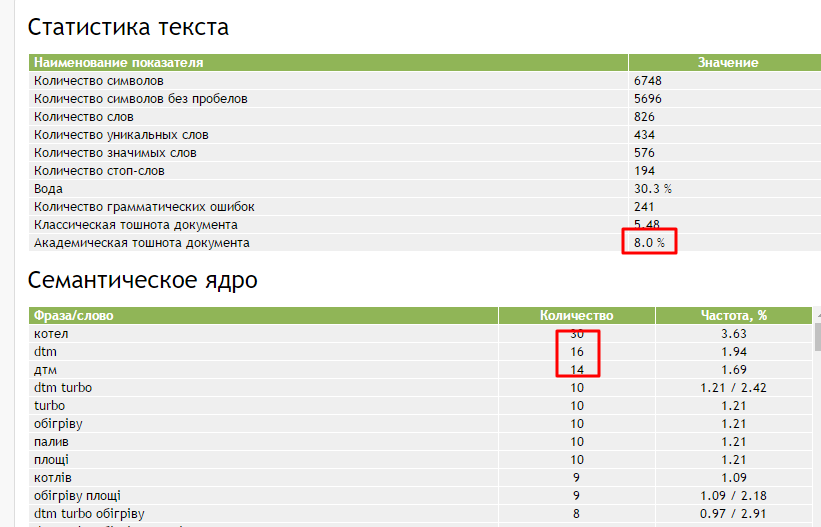 Статистика текста
Наименование показателя Значение
Количество символов 6748
Количество символов без пробелов 5696
Количество слов 826
Количество уникальных слов 434
Количество значимых слов 576
Количество стоп-слов 194
Вода 30.3 %
Количество грамматических ошибок 241
Классическая тошнота документа 5.48
Академическая тошнота документа 8.0 %
Семантическое ядро
Фраза/слово Количество Частота, %
котел 30 3.63
dtm 16 1.94
дтм 14 1.69
dtm turbo 10 1.21 / 2.42
turbo 10 1.21
обігріву 10 1.21
палив 10 1.21
площі 10 1.21
котлів 9 1.09
обігріву площі 9 1.09 / 2.18
dtm turbo обігріву 8 0.97 / 2.91